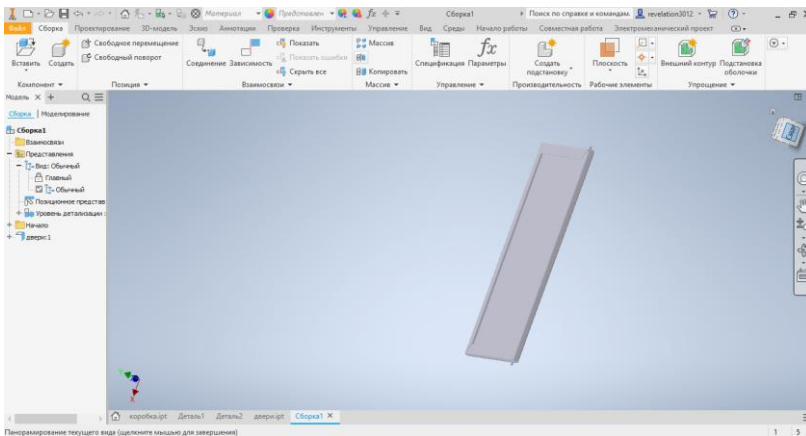 Материал Представлен fx Сборка1 Поиск по справке и командам. revelation3012
Файл Сборка Проектирование 3D-модель Эскиз Аннотации Проверка Инструменты Управление Вид Среды Начало работы Совместная работа Электромеханический проект
Вставить Создать
Свободное перемещение
Свободный поворот
Соединение Зависимость
Показать
Показать ошибки
Скрыть все
Массив
Копировать
Спецификация fx Параметры
Создать подстановку
Плоскость
Внешний контур Подстановка оболочки
Компонент Позиция Взаимосвязи Массив Управление Производительность Рабочие элементы Упрощение
Модель
Сборка Моделирование
Сборка1
Взаимосвязи
Представления
Вид: Обычный
Главный
Обычный
Позиционное представ
Уровень детализации :
Начало
двери:1
X
коробка.ipt Деталь1 Деталь2 двери.ipt Сборка1
Панорамирование текущего вида (щелкните мышью для завершения) 1 5